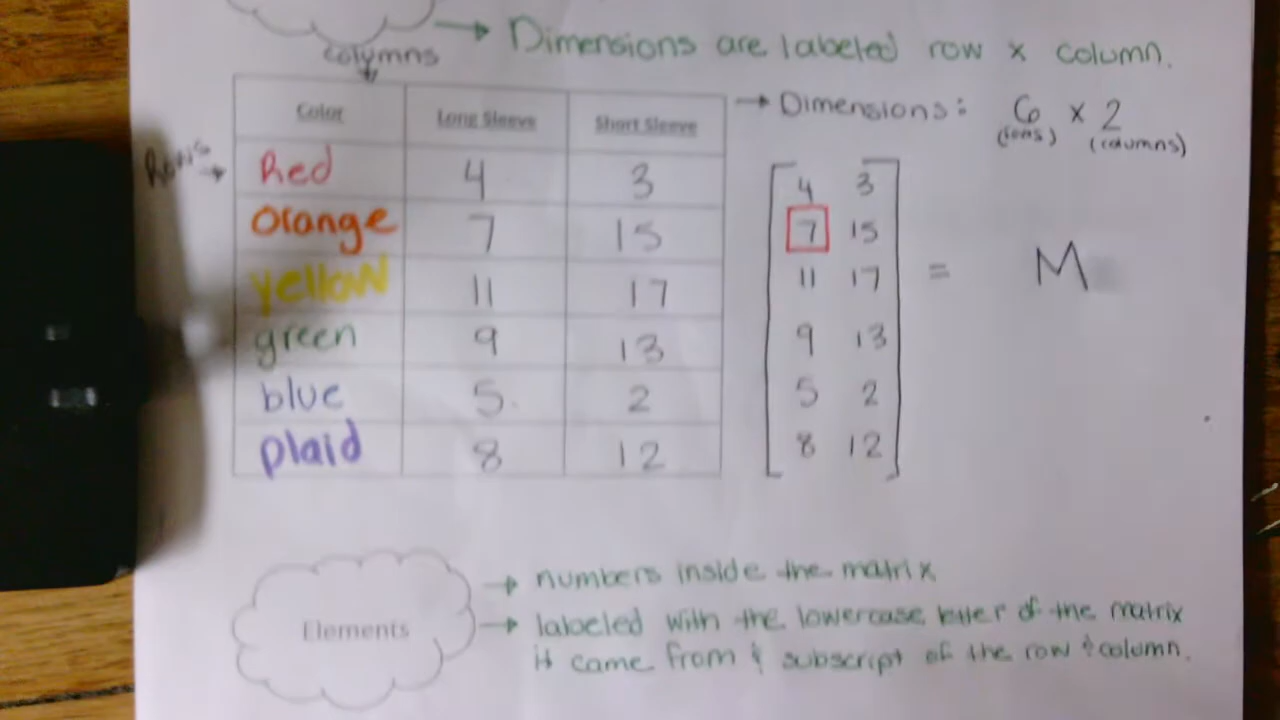 → Dimensions are labeled row x column.
columns
Color Long Sleeve Short Sleeve
→ Dimensions: 6 x 2
(rows) (columns)
Rows →
Red 4 3
orange 7 15
yellow 11 17
green 9 13
blue 5 2
plaid 8 12
4 3
7 15
11 17
9 13
5 2
8 12
= M
Elements
→ numbers inside the matrix
→ labeled with the lowercase letter of the matrix
it came from & subscript of the row & column.